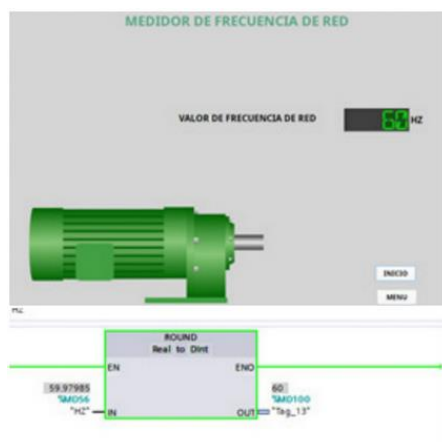 MEDIDOR DE FRECUENCIA DE RED
VALOR DE FRECUENCIA DE RED
HZ
INICIO
MENU
HZ
ROUND
Real to DInt
EN
ENO
59.97985
60
%MD56
%MD100
"HZ"
IN
OUT
"Tag_13"